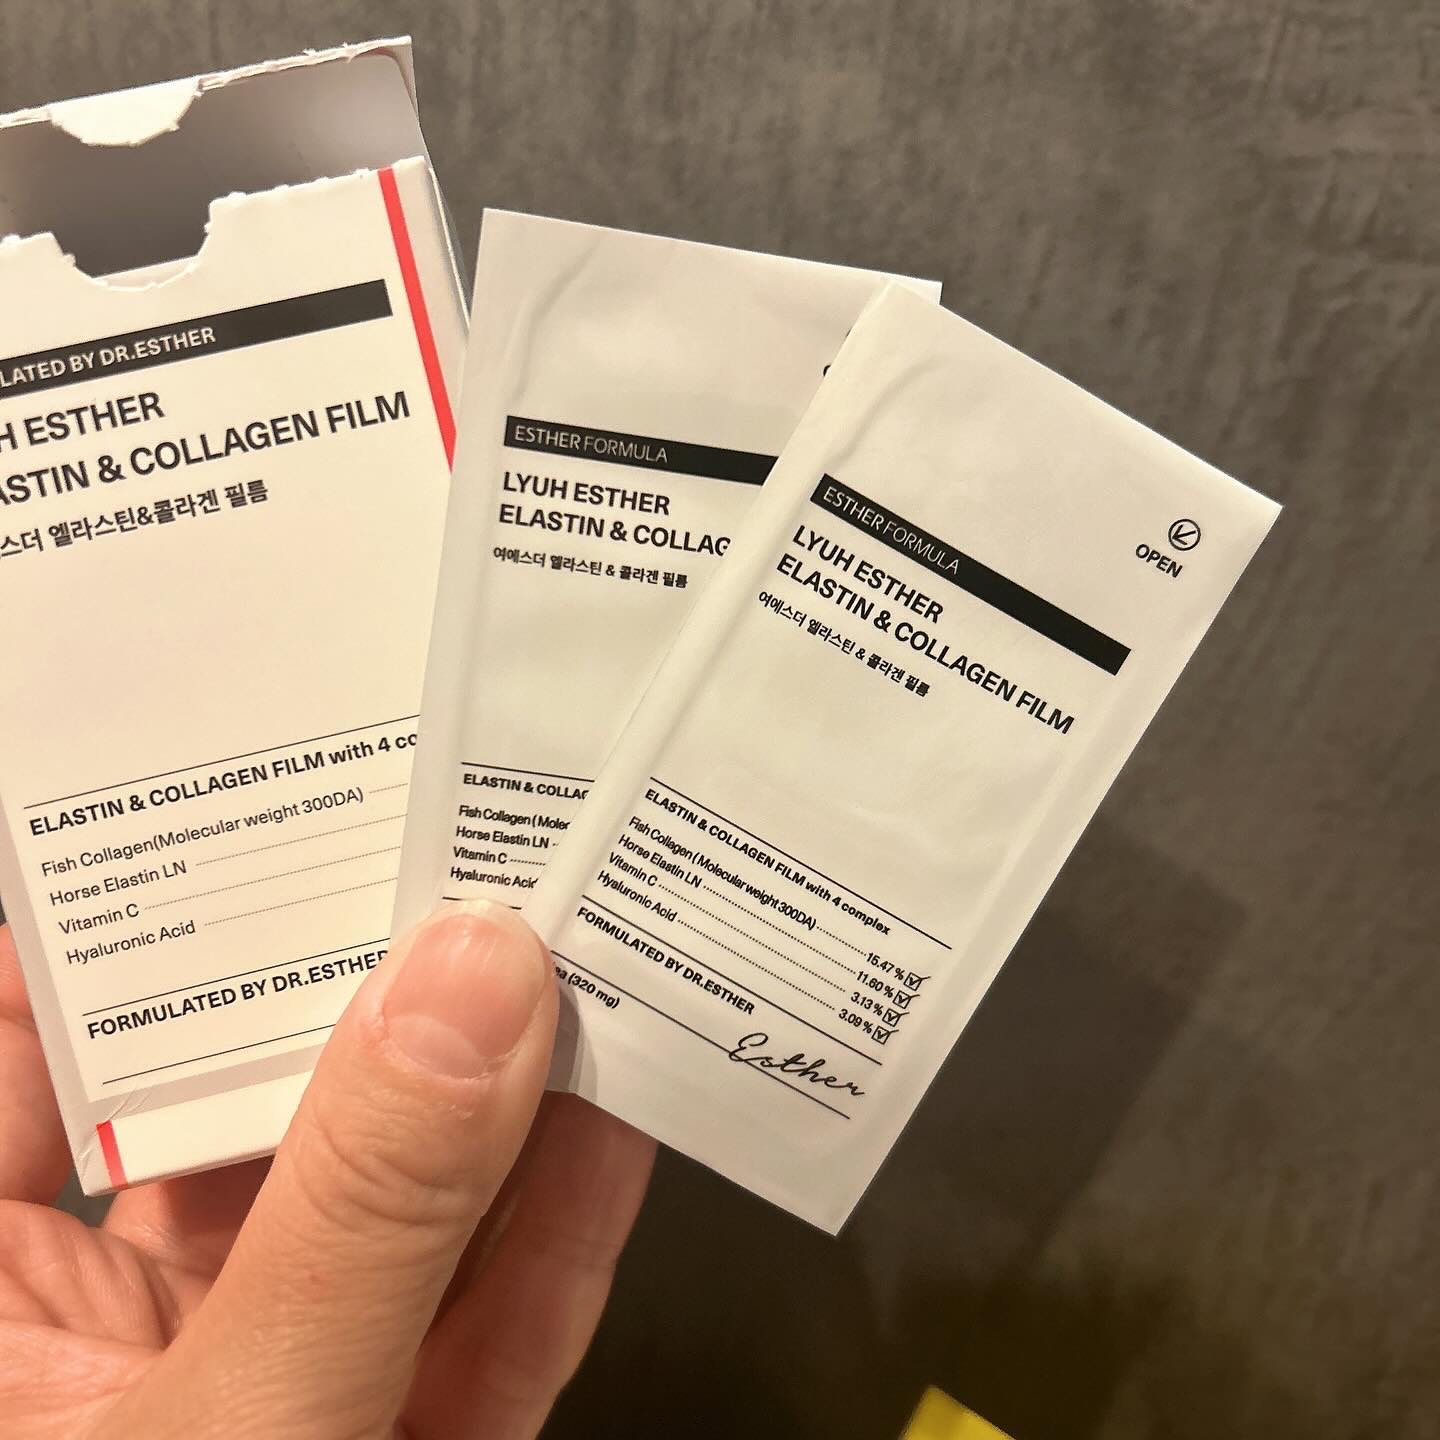 LATED BY DR.ESTHER
H ESTHER
ASTIN & COLLAGEN FILM
스더 엘라스틴&콜라겐 필름
ELASTIN & COLLAGEN FILM with 4 co
Fish Collagen(Molecular weight 300DA)
Horse Elastin LN
Vitamin C
Hyaluronic Acid
FORMULATED BY DR.ESTHER
ESTHER FORMULA
LYUH ESTHER
ELASTIN & COLLAG
여에스더 엘라스틴 & 콜라겐 필름
ELASTIN & COLLAG
Fish Collagen ( Molec
Horse Elastin LN
Vitamin C
Hyaluronic Acid
OPEN
ESTHER FORMULA
LYUH ESTHER
ELASTIN & COLLAGEN FILM
여에스더 엘라스틴 & 콜라겐 필름
ELASTIN & COLLAGEN FILM with 4 complex
Fish Collagen ( Molecular weight 300DA) 15.47 %
Horse Elastin LN 11.60 %
Vitamin C 3.13 %
Hyaluronic Acid 3.09 %
FORMULATED BY DR.ESTHER
ea (320 mg)
Esther